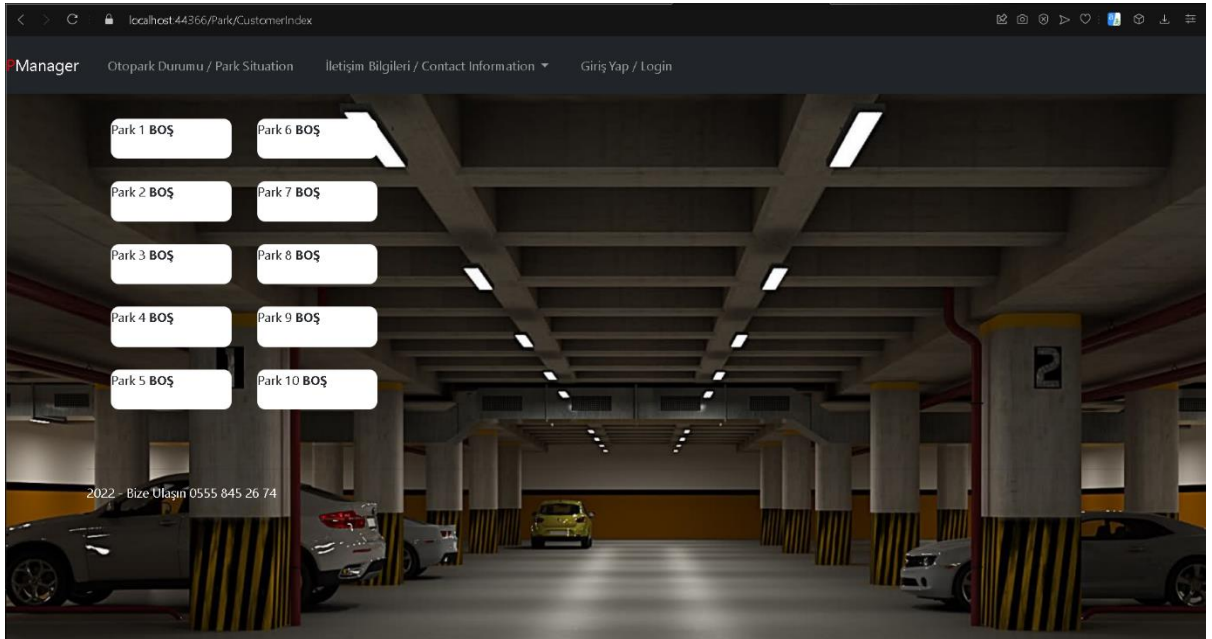 localhost:44366/Park/CustomerIndex
PManager Otopark Durumu / Park Situation İletişim Bilgileri / Contact Information Giriş Yap / Login
Park 1 BOŞ Park 6 BOŞ
Park 2 BOŞ Park 7 BOŞ
Park 3 BOŞ Park 8 BOŞ
Park 4 BOŞ Park 9 BOŞ
Park 5 BOŞ Park 10 BOŞ
2
2022 - Bize Ulaşın 0555 845 26 74